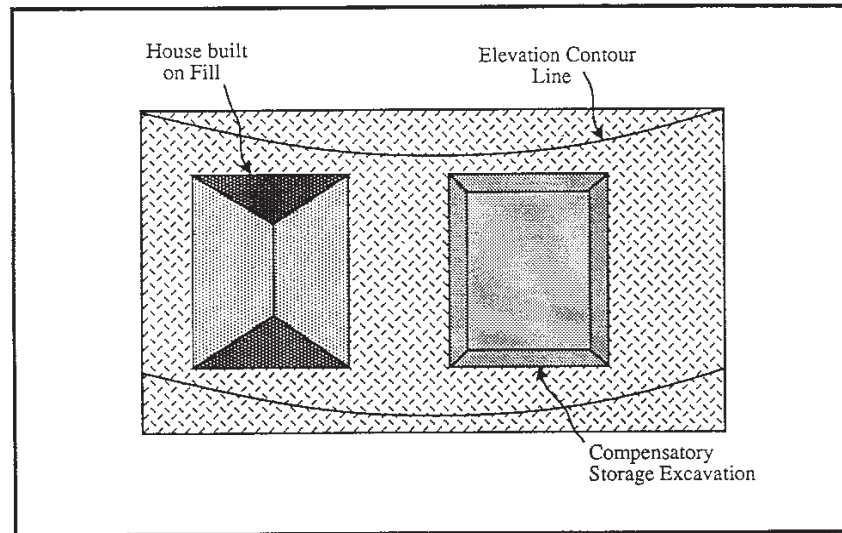 House built
on Fill
Elevation Contour
Line
Compensatory
Storage Excavation